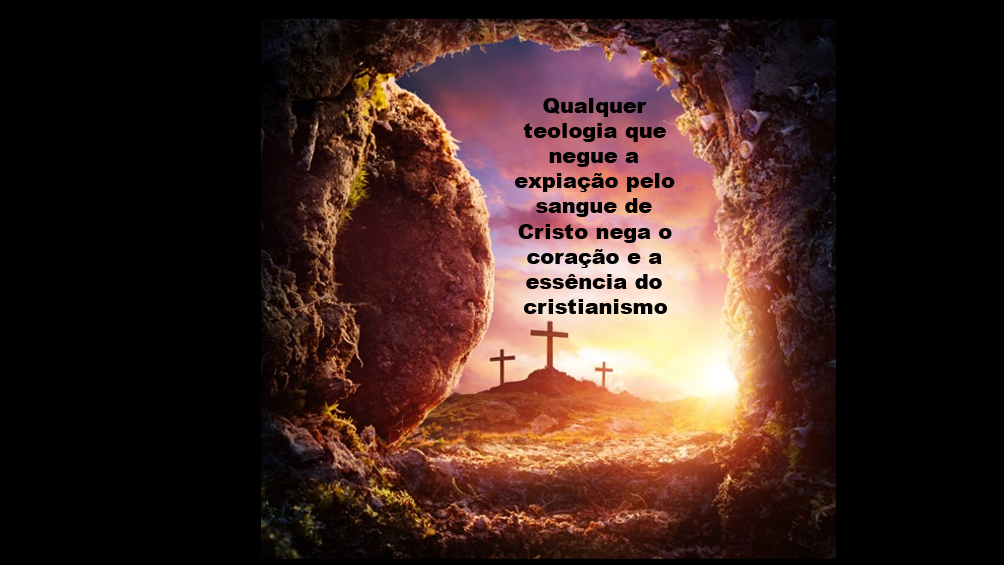 Qualquer
teologia que
negue a
expiação pelo
sangue de
Cristo nega o
coração e a
essência do
cristianismo